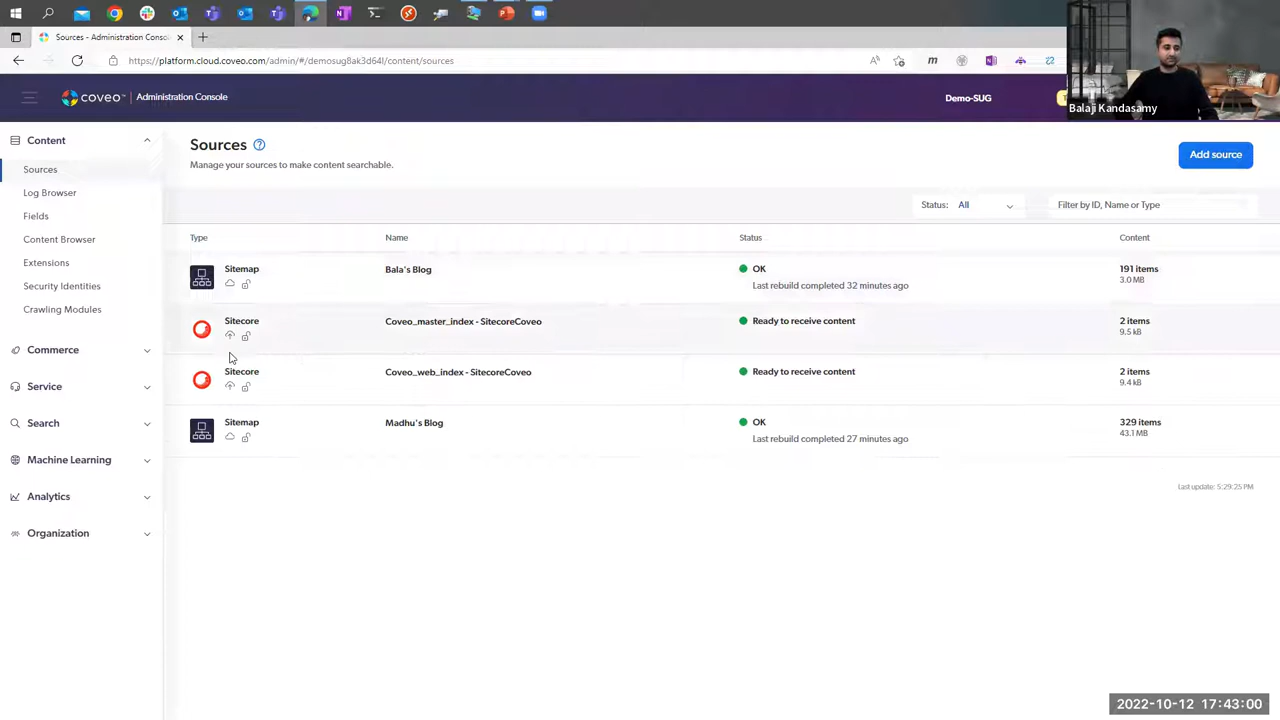 Sources - Administration Conso
https://platform.cloud.coveo.com/admin/#/demosug8ak3d64l/content/sources
coveo™ Administration Console
Demo-SUG
Balaji Kandasamy
Content
Sources
Log Browser
Fields
Content Browser
Extensions
Security Identities
Crawling Modules
Commerce
Service
Search
Machine Learning
Analytics
Organization
Sources
Manage your sources to make content searchable.
Add source
Status: All
Filter by ID, Name or Type
Type Name Status Content
Sitemap Bala's Blog OK 191 items
Last rebuild completed 32 minutes ago 3.0 MB
Sitecore Coveo_master_index - SitecoreCoveo Ready to receive content 2 items
9.5 kB
Sitecore Coveo_web_index - SitecoreCoveo Ready to receive content 2 items
9.4 kB
Sitemap Madhu's Blog OK 329 items
Last rebuild completed 27 minutes ago 43.1 MB
Last update: 5:29:25 PM
2022-10-12 17:43:00